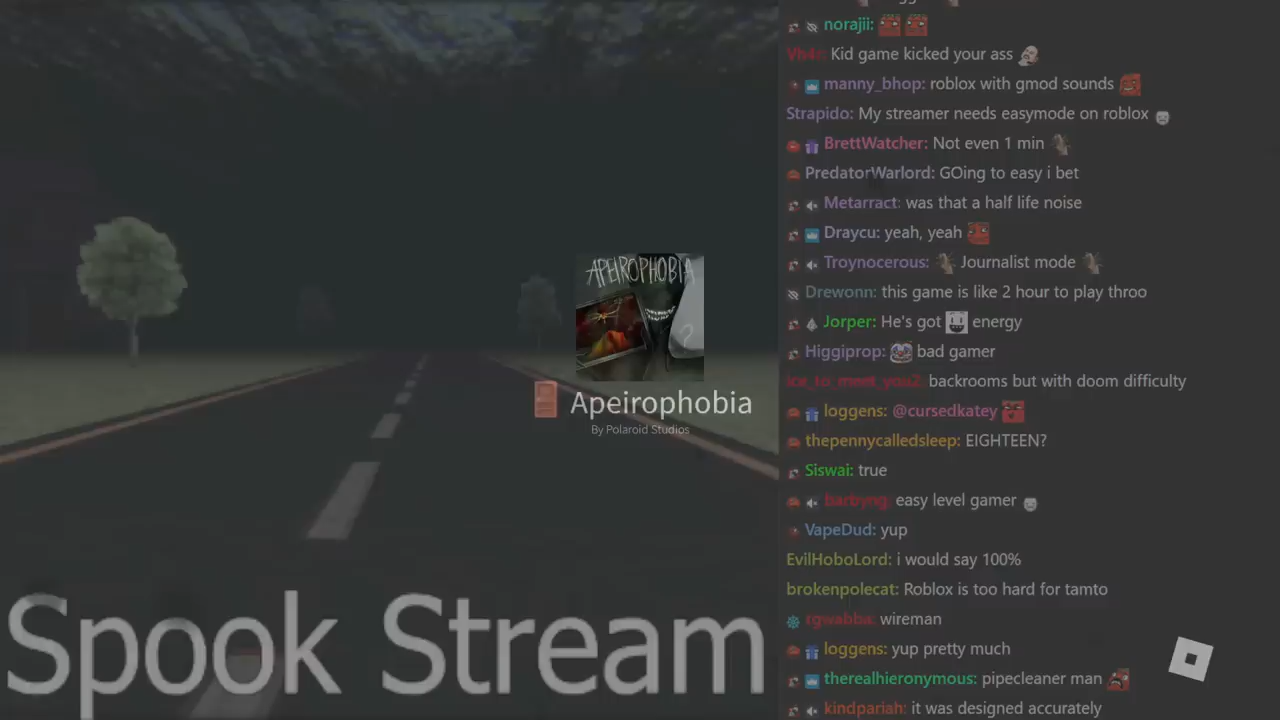 norajii:
Kid game kicked your ass
manny_bhop: roblox with gmod sounds
Strapido: My streamer needs easymode on roblox
BrettWatcher: Not even 1 min
PredatorWarlord: GOing to easy i bet
Metarract: was that a half life noise
Draycu: yeah, yeah
Troynocerous: Journalist mode
Drewonn: this game is like 2 hour to play throo
APEIROPHOBIA
Jorper: He's got energy
Higgiprop: bad gamer
ice_to_meet_you2: backrooms but with doom difficulty
Apeirophobia
loggens: @cursedkatey
By Polaroid Studios
thepennycalledsleep: EIGHTEEN?
Siswai: true
barbyng: easy level gamer
VapeDud: yup
EvilHoboLord: i would say 100%
brokenpolecat: Roblox is too hard for tamto
rgwabba: wireman
Spook Stream
loggens: yup pretty much
therealhieronymous: pipecleaner man
kindpariah: it was designed accurately